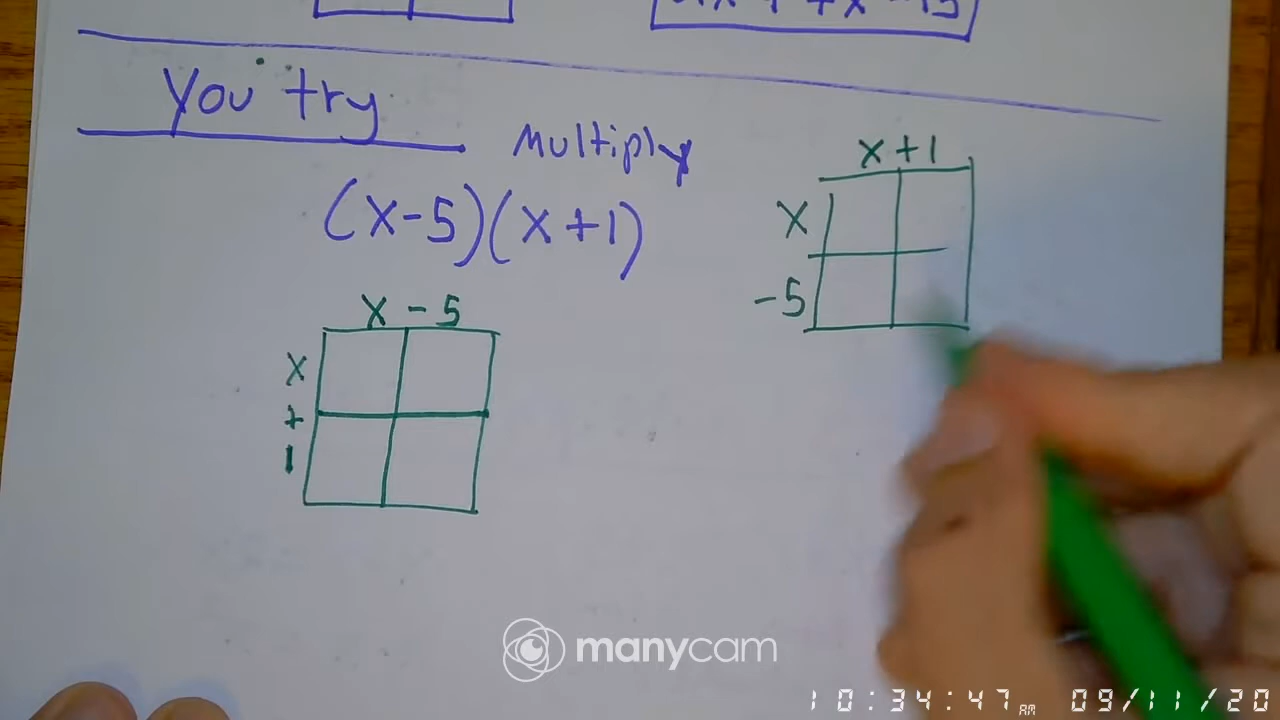 You try
Multiply
(x-5)(x+1)
x+1
x
-5
x - 5
x
+
1
manycam
10:34:47 AM 09/11/20